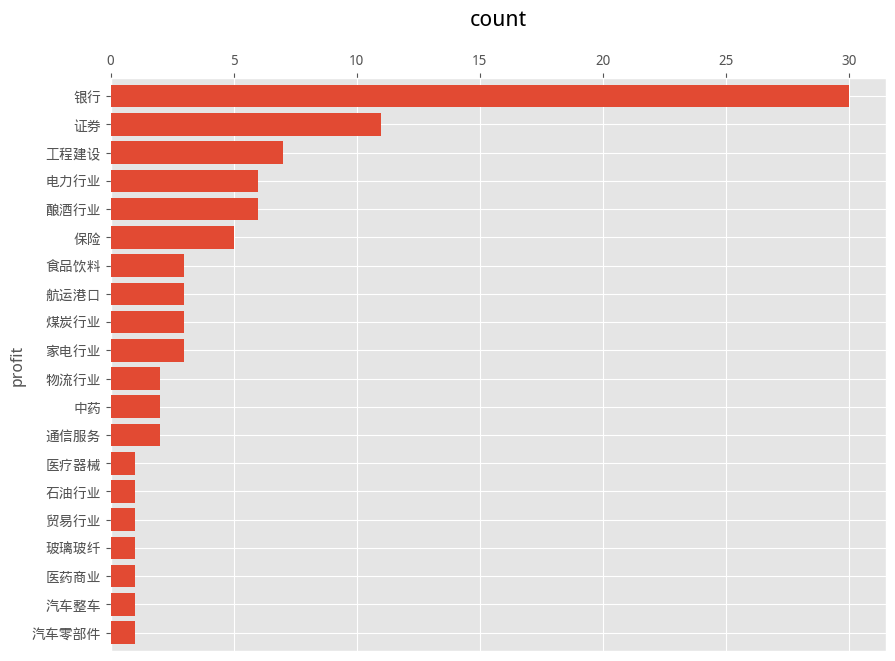 count
0 5 10 15 20 25 30
银行
证券
工程建设
电力行业
酿酒行业
保险
食品饮料
航运港口
煤炭行业
家电行业
物流行业
中药
通信服务
医疗器械
石油行业
贸易行业
玻璃玻纤
医药商业
汽车整车
汽车零部件
profit